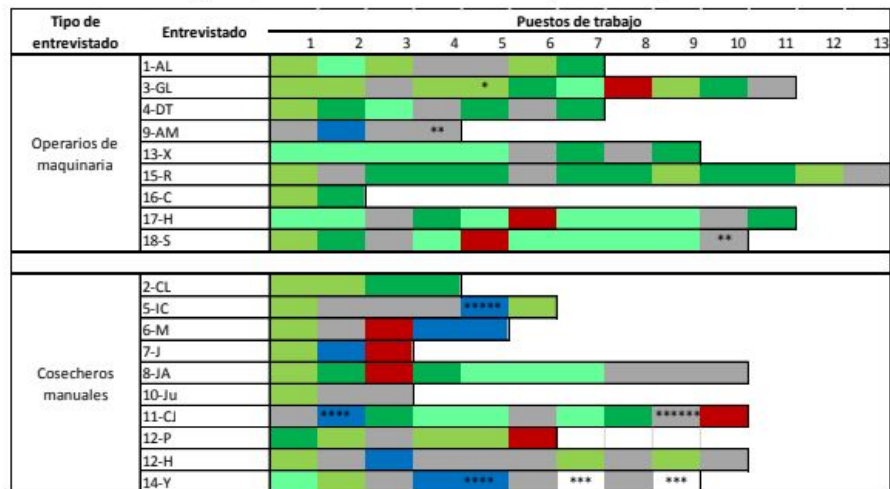 Tipo de entrevistado Entrevistado Puestos de trabajo
1 2 3 4 5 6 7 8 9 10 11 12 13
Operarios de maquinaria
1-AL
3-GL *
4-DT
9-AM **
13-X
15-R
16-C
17-H
18-S **
Cosecheros manuales
2-CL
5-IC *****
6-M
7-J
8-JA
10-Ju
11-CJ **** ******
12-P
12-H
14-Y **** *** ***